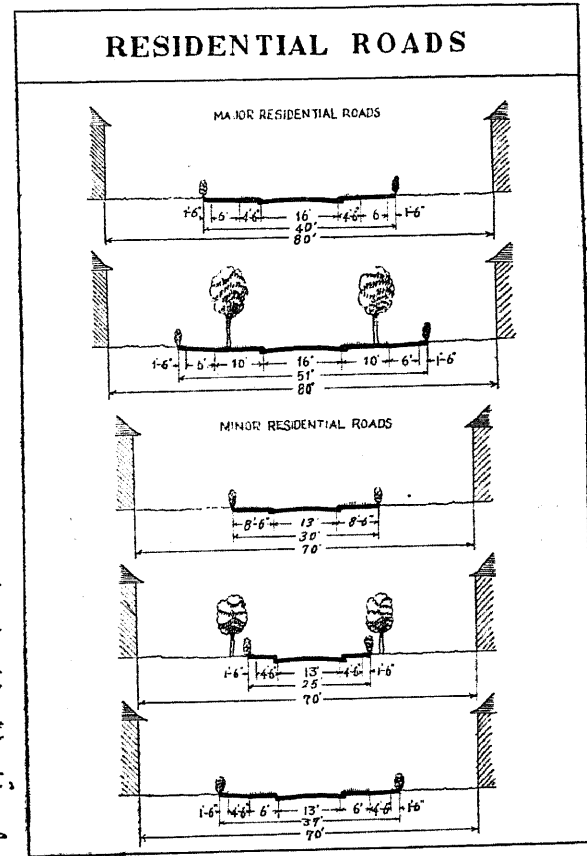 RESIDENTIAL ROADS
MAJOR RESIDENTIAL ROADS
1'-6" 6' 4'-6" 16' 4'-6" 6 1'-6"
40'
80'
1'-6" 6' 10' 16' 10' 6' 1'-6"
51'
80'
MINOR RESIDENTIAL ROADS
8'-6" 13' 8'-6"
30'
70'
1'-6" 4'6" 13' 4'-6" 1'-6"
25
70'
1'-6" 4'-6" 6' 13' 6' 4'-6 1'-6"
37'
70'